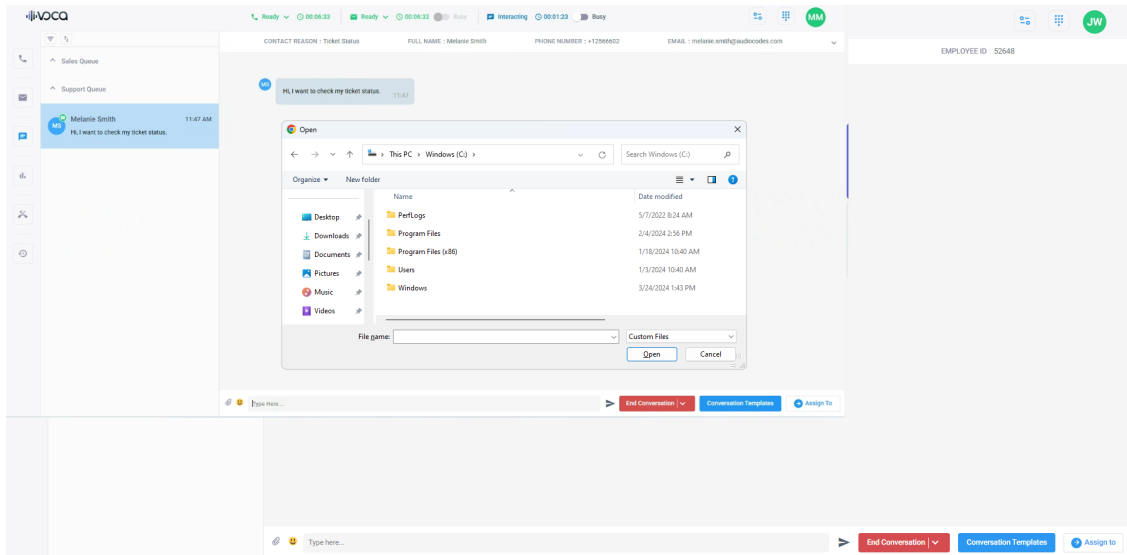 VOCA
Ready 00:06:33 Ready 00:06:32 Busy Interacting 00:01:23 Busy MM
JW
CONTACT REASON : Ticket Status FULL NAME : Melanie Smith PHONE NUMBER : +12566602 EMAIL : melanie.smith@audiocodes.com
EMPLOYEE ID 52648
Sales Queue
Support Queue
MS Melanie Smith 11:47 AM
Hi, I want to check my ticket status.
MS Hi, I want to check my ticket status. 11:47
Open
This PC > Windows (C:) > Search Windows (C:)
Organize New folder
Name Date modified
Desktop
Downloads
Documents
Pictures
Music
Videos
PerfLogs 5/7/2022 8:24 AM
Program Files 2/4/2024 2:56 PM
Program Files (x86) 1/18/2024 10:40 AM
Users 1/3/2024 10:40 AM
Windows 3/24/2024 1:43 PM
File name: Custom Files
Open Cancel
Type Here... End Conversation Conversation Templates Assign To
Type here... End Conversation Conversation Templates Assign to